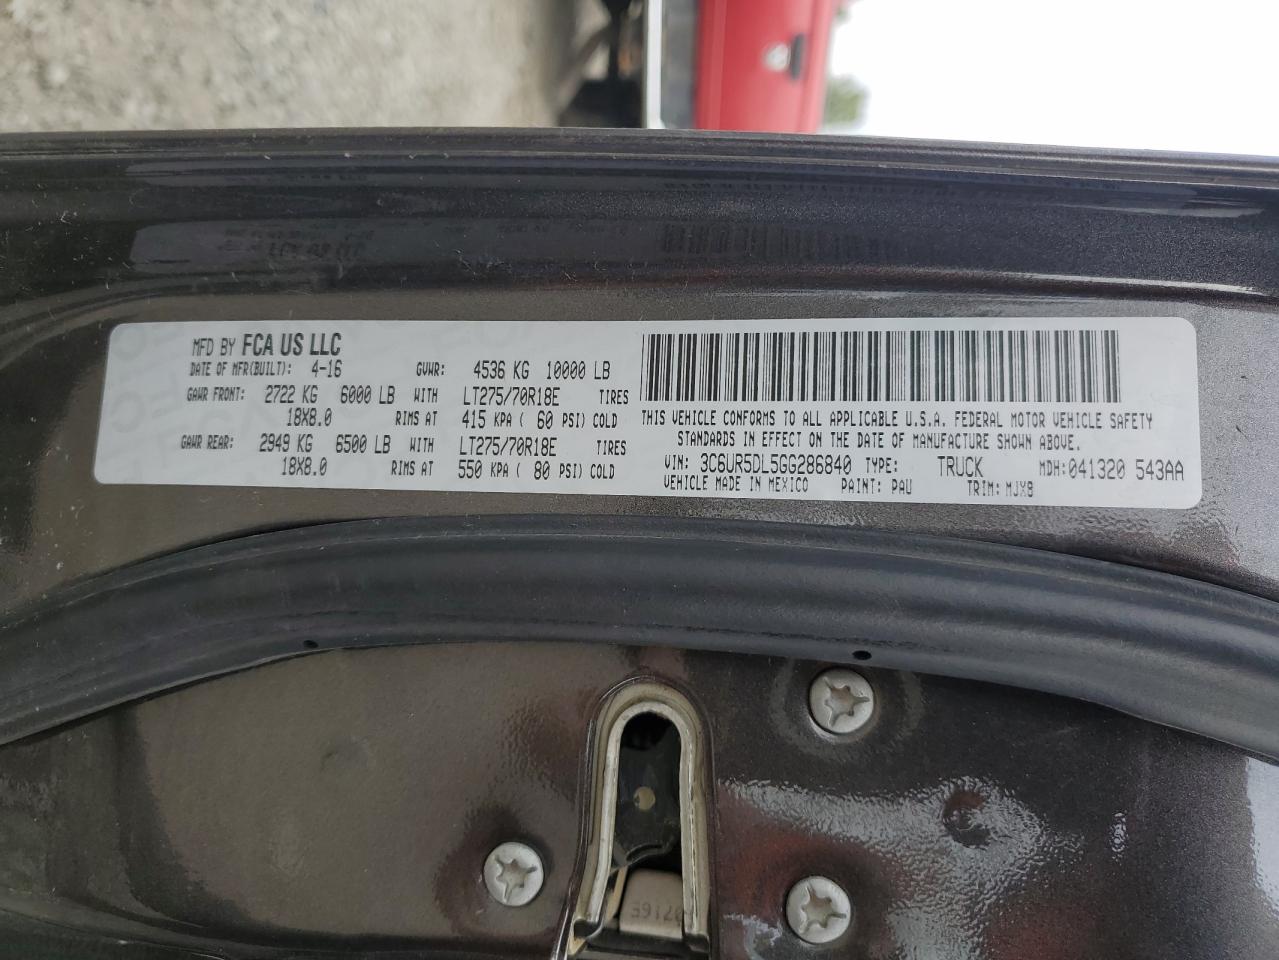 MFD BY FCA US LLC
DATE OF MFR(BUILT): 4-16 GVWR: 4536 KG 10000 LB
GAWR FRONT: 2722 KG 6000 LB WITH LT275/70R18E TIRES
18X8.0 RIMS AT 415 KPA ( 60 PSI) COLD
GAWR REAR: 2949 KG 6500 LB WITH LT275/70R18E TIRES
18X8.0 RIMS AT 550 KPA ( 80 PSI) COLD
THIS VEHICLE CONFORMS TO ALL APPLICABLE U.S.A. FEDERAL MOTOR VEHICLE SAFETY
STANDARDS IN EFFECT ON THE DATE OF MANUFACTURE SHOWN ABOVE.
VIN: 3C6UR5DL5GG286840 TYPE: TRUCK MDH:041320 543AA
VEHICLE MADE IN MEXICO PAINT: PAU TRIM: MJX8